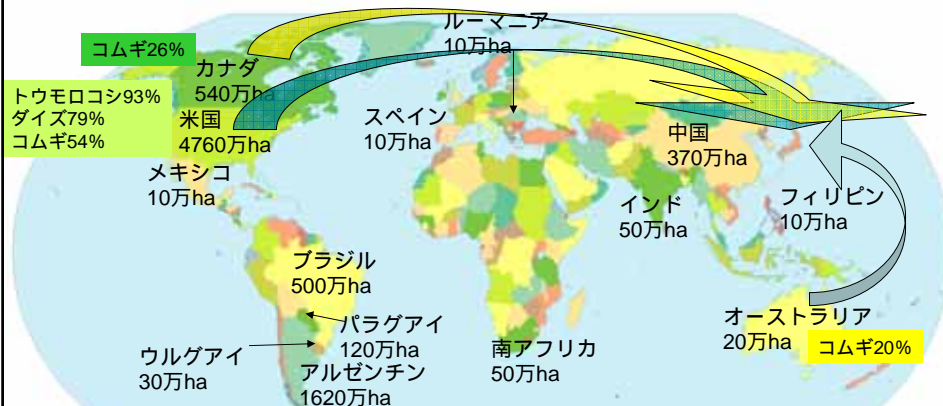 ルーマニア
10万ha
コムギ26%
カナダ
540万ha
トウモロコシ93%
ダイズ79%
コムギ54%
米国
4760万ha
スペイン
10万ha
中国
370万ha
メキシコ
10万ha
インド
50万ha
フィリピン
10万ha
ブラジル
500万ha
パラグアイ
120万ha
オーストラリア
20万ha
コムギ20%
ウルグアイ
30万ha
アルゼンチン
1620万ha
南アフリカ
50万ha